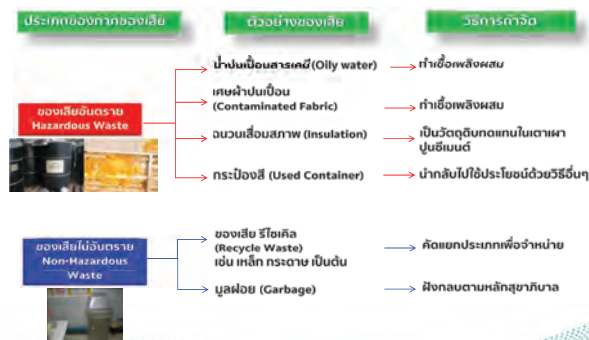 ประเภทของกากของเสีย
ตัวอย่างของเสีย
วิธีการกำจัด
ของเสียอันตราย
Hazardous Waste
น้ำปนเปื้อนสารเคมี (Oily water)
ทำเชื้อเพลิงผสม
เศษผ้าปนเปื้อน
(Contaminated Fabric)
ทำเชื้อเพลิงผสม
ฉนวนเสื่อมสภาพ (Insulation)
เป็นวัตถุดิบทดแทนในเตาเผา
ปูนซีเมนต์
กระป๋องสี (Used Container)
นำกลับไปใช้ประโยชน์ด้วยวิธีอื่นๆ
ของเสียไม่อันตราย
Non-Hazardous
Waste
ของเสีย รีไซเคิล
(Recycle Waste)
เช่น เหล็ก กระดาษ เป็นต้น
คัดแยกประเภทเพื่อจำหน่าย
มูลฝอย (Garbage)
ฝังกลบตามหลักสุขาภิบาล